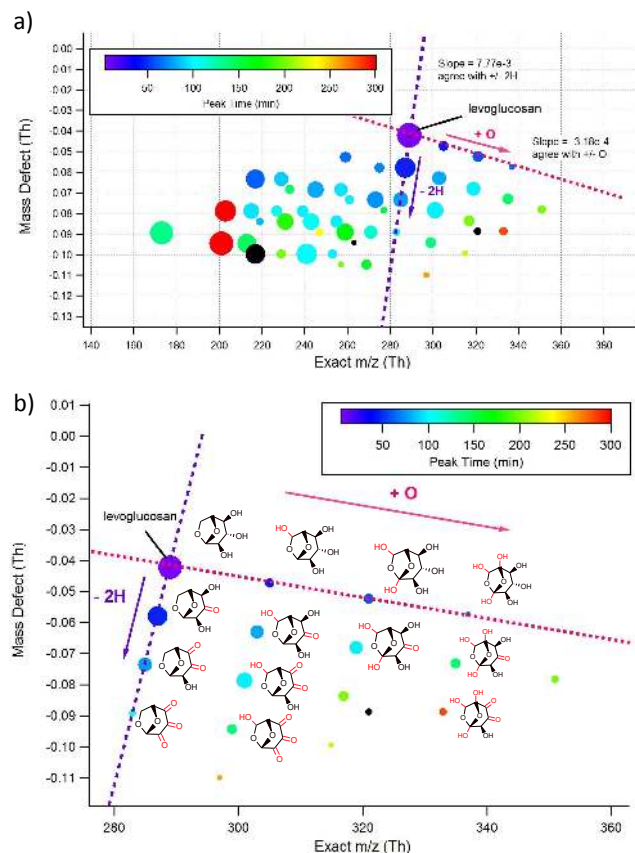 a)
0.00
-0.01
-0.02
-0.03
-0.04
-0.05
-0.06
-0.07
-0.08
-0.09
-0.10
-0.11
-0.12
-0.13
Mass Defect (Th)
50 100 150 200 250 300
Peak Time (min)
Slope = 7.77e-3
agree with +/- 2H
levoglucosan
+ O
Slope = -3.18e-4
agree with +/- O
- 2H
140 160 180 200 220 240 260 280 300 320 340 360 380
Exact m/z (Th)
b)
0.01
0.00
-0.01
-0.02
-0.03
-0.04
-0.05
-0.06
-0.07
-0.08
-0.09
-0.10
-0.11
Mass Defect (Th)
50 100 150 200 250 300
Peak Time (min)
+ O
levoglucosan
- 2H
280 300 320 340 360
Exact m/z (Th)